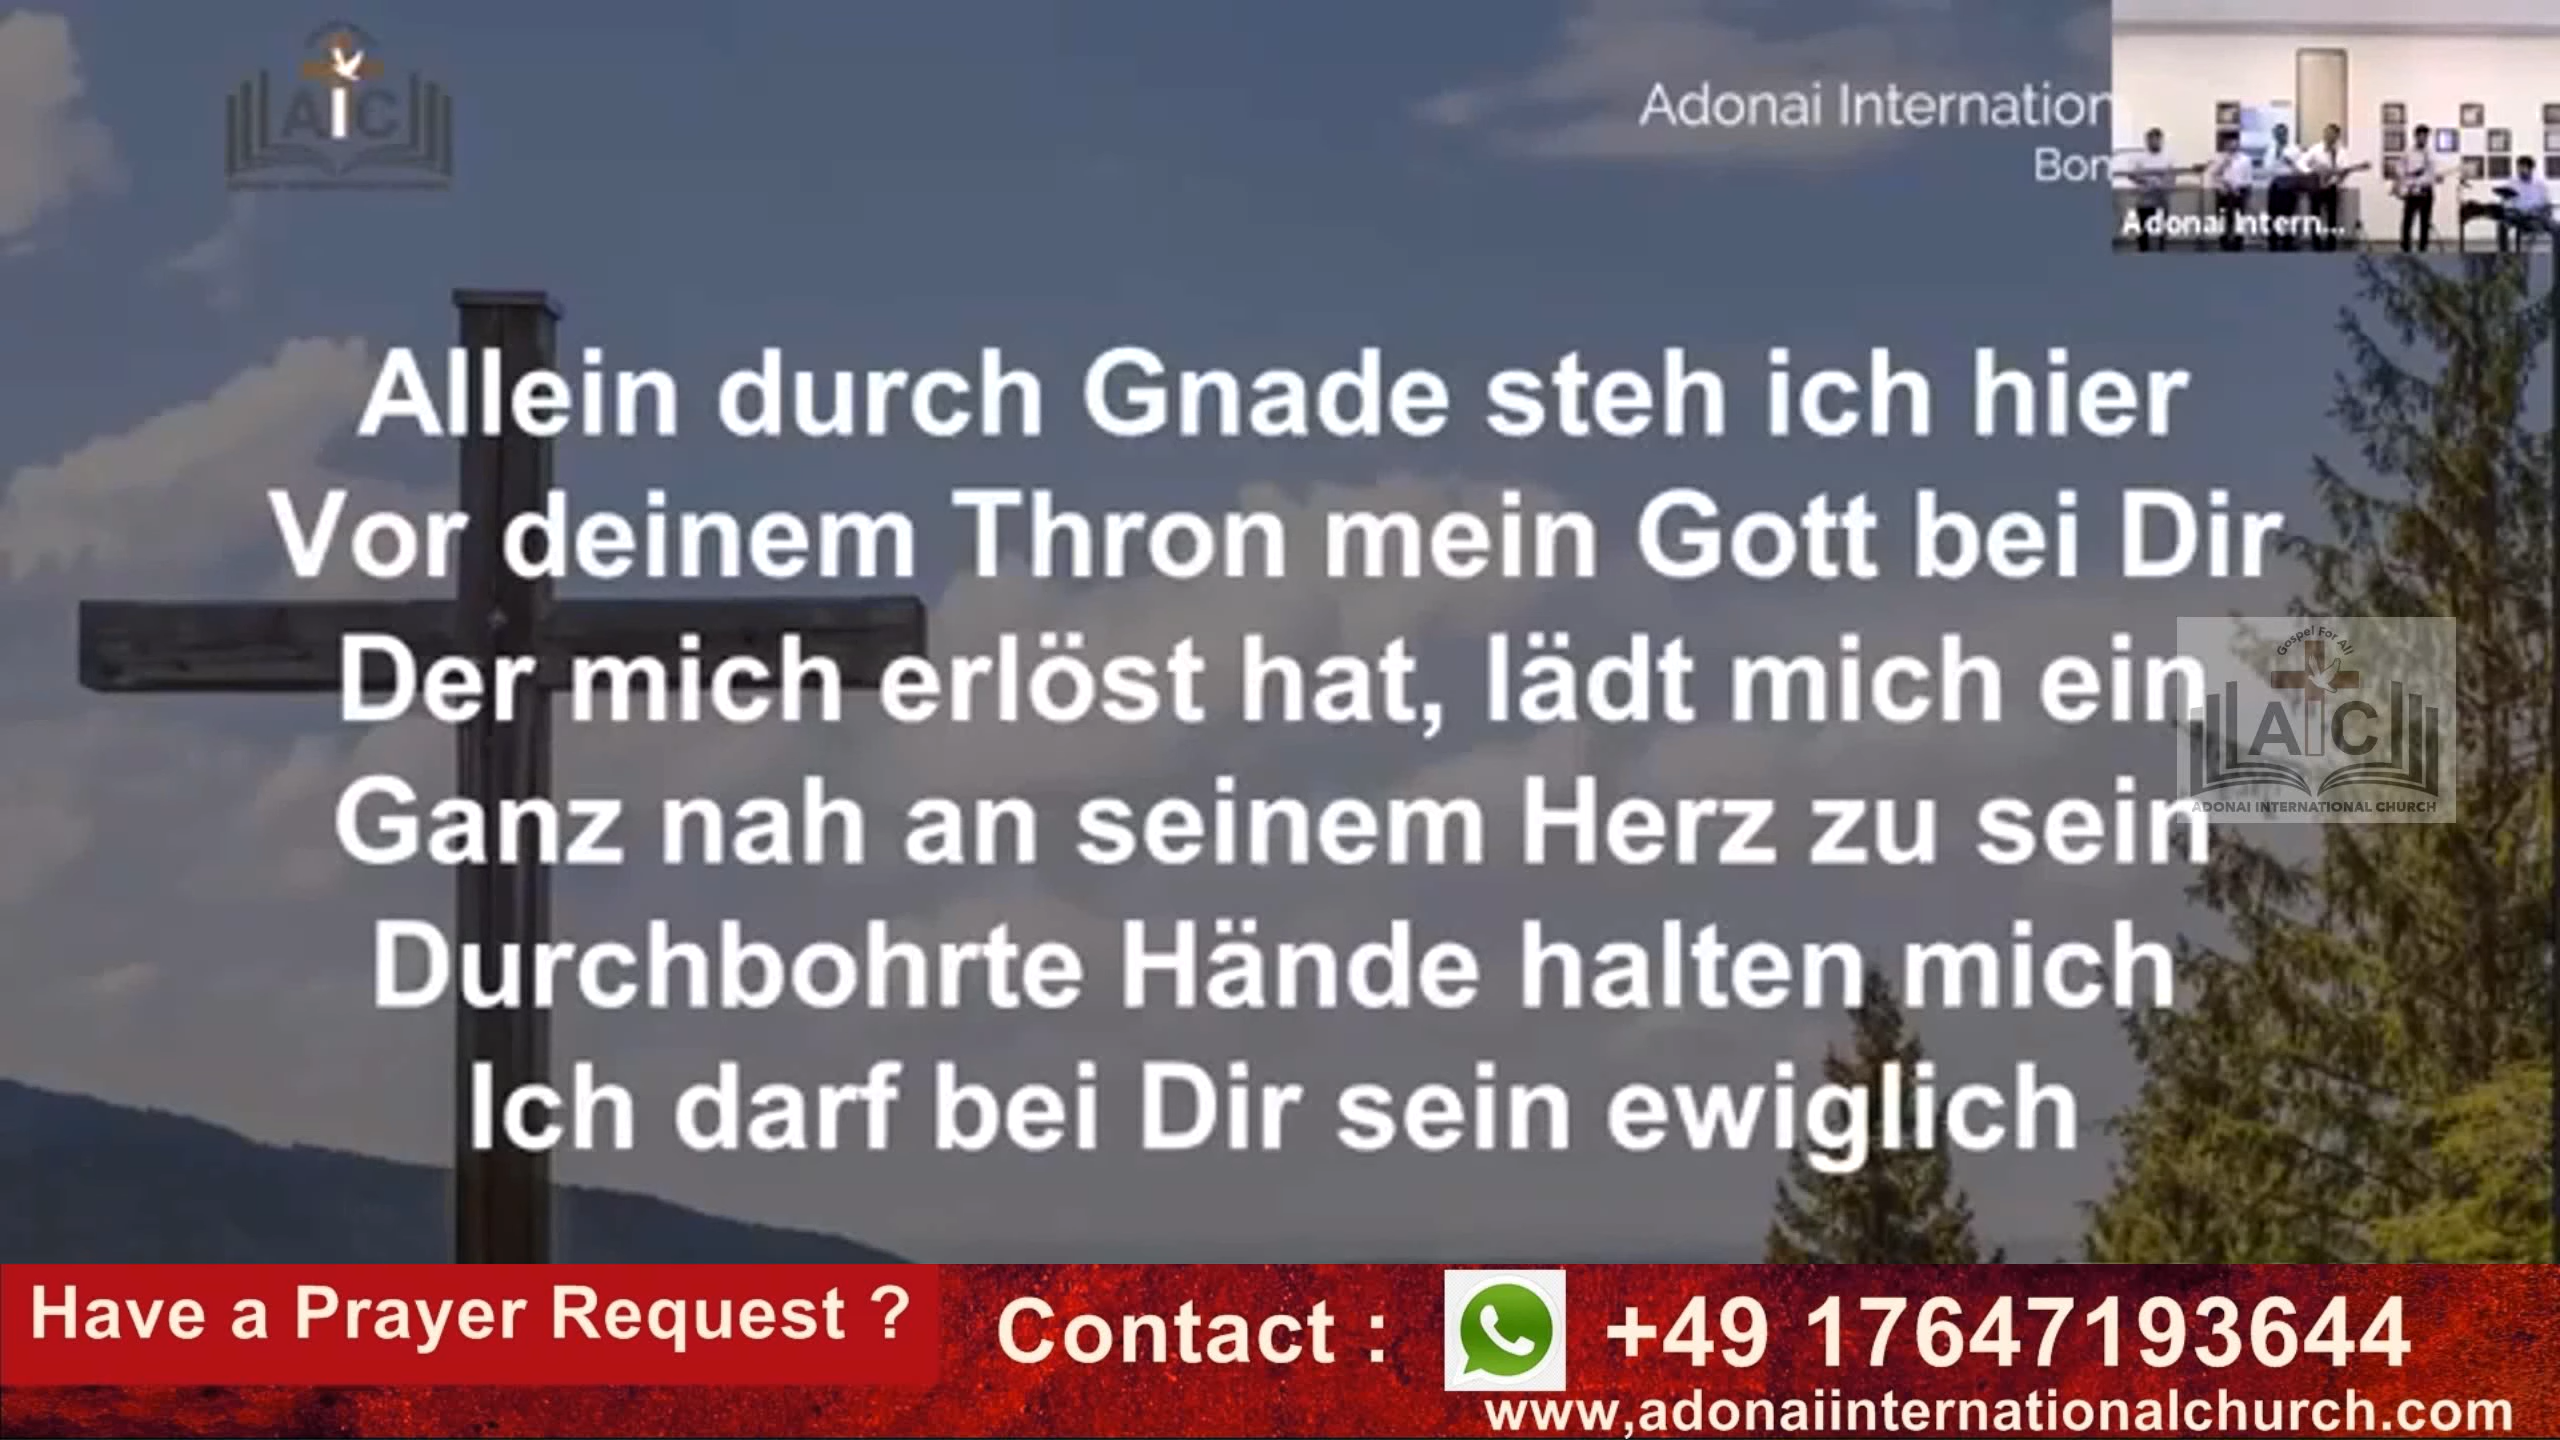 AiC
Adonai Internation
Bon
Adonai Intern...
Allein durch Gnade steh ich hier
Vor deinem Thron mein Gott bei Dir
Der mich erlöst hat, lädt mich ein
Ganz nah an seinem Herz zu sein
Durchbohrte Hände halten mich
Ich darf bei Dir sein ewiglich
Gospel For All
AiC
ADONAI INTERNATIONAL CHURCH
Have a Prayer Request ?
Contact :
+49 17647193644
www,adonaiinternationalchurch.com